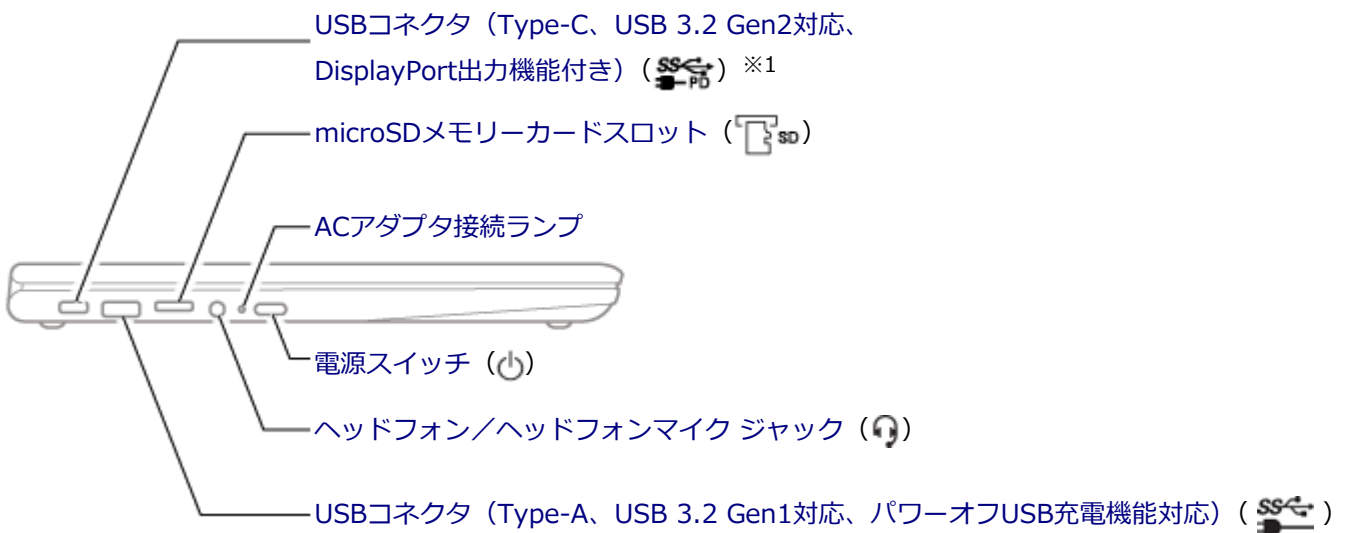 USBコネクタ（Type-C、USB 3.2 Gen2対応、
DisplayPort出力機能付き）（SS PD）※1
microSDメモリーカードスロット（SD）
ACアダプタ接続ランプ
電源スイッチ（⏻）
ヘッドフォン／ヘッドフォンマイク ジャック（）
USBコネクタ（Type-A、USB 3.2 Gen1対応、パワーオフUSB充電機能対応）（SS）